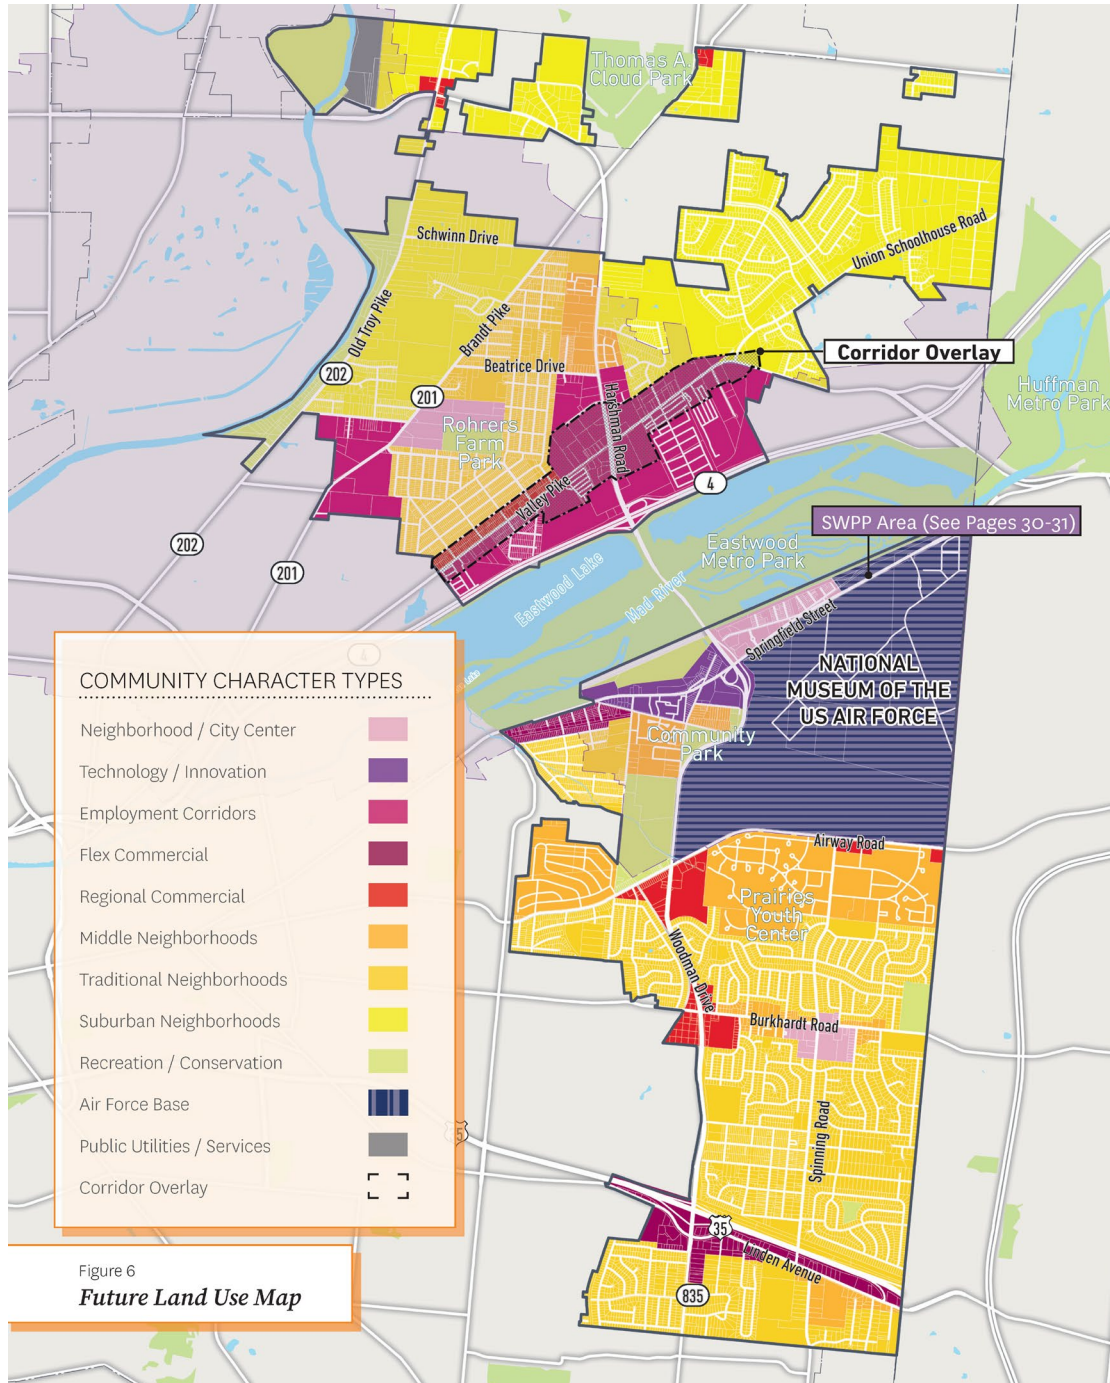 Thomas A.
Cloud Park
Schwinn Drive
Union Schoolhouse Road
Old Troy Pike
Brandt Pike
Beatrice Drive
Corridor Overlay
202
201
Harshman Road
Huffman
Metro Park
Rohrers
Farm
Park
Valley Pike
4
SWPP Area (See Pages 30-31)
202
201
Eastwood
Metro Park
Eastwood Lake
Mad River
Springfield Street
NATIONAL
MUSEUM OF THE
US AIR FORCE
4
Lake
Community
Park
COMMUNITY CHARACTER TYPES
Neighborhood / City Center
Technology / Innovation
Employment Corridors
Flex Commercial
Regional Commercial
Middle Neighborhoods
Traditional Neighborhoods
Suburban Neighborhoods
Recreation / Conservation
Air Force Base
Public Utilities / Services
Corridor Overlay
Airway Road
Prairies
Youth
Center
Woodman Drive
Burkhardt Road
Spinning Road
35
Linden Avenue
835
Figure 6
Future Land Use Map